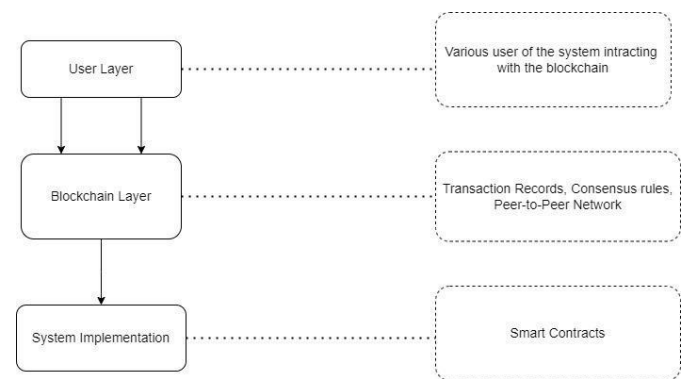 User Layer
Various user of the system intracting
with the blockchain
Blockchain Layer
Transaction Records, Consensus rules,
Peer-to-Peer Network
System Implementation
Smart Contracts